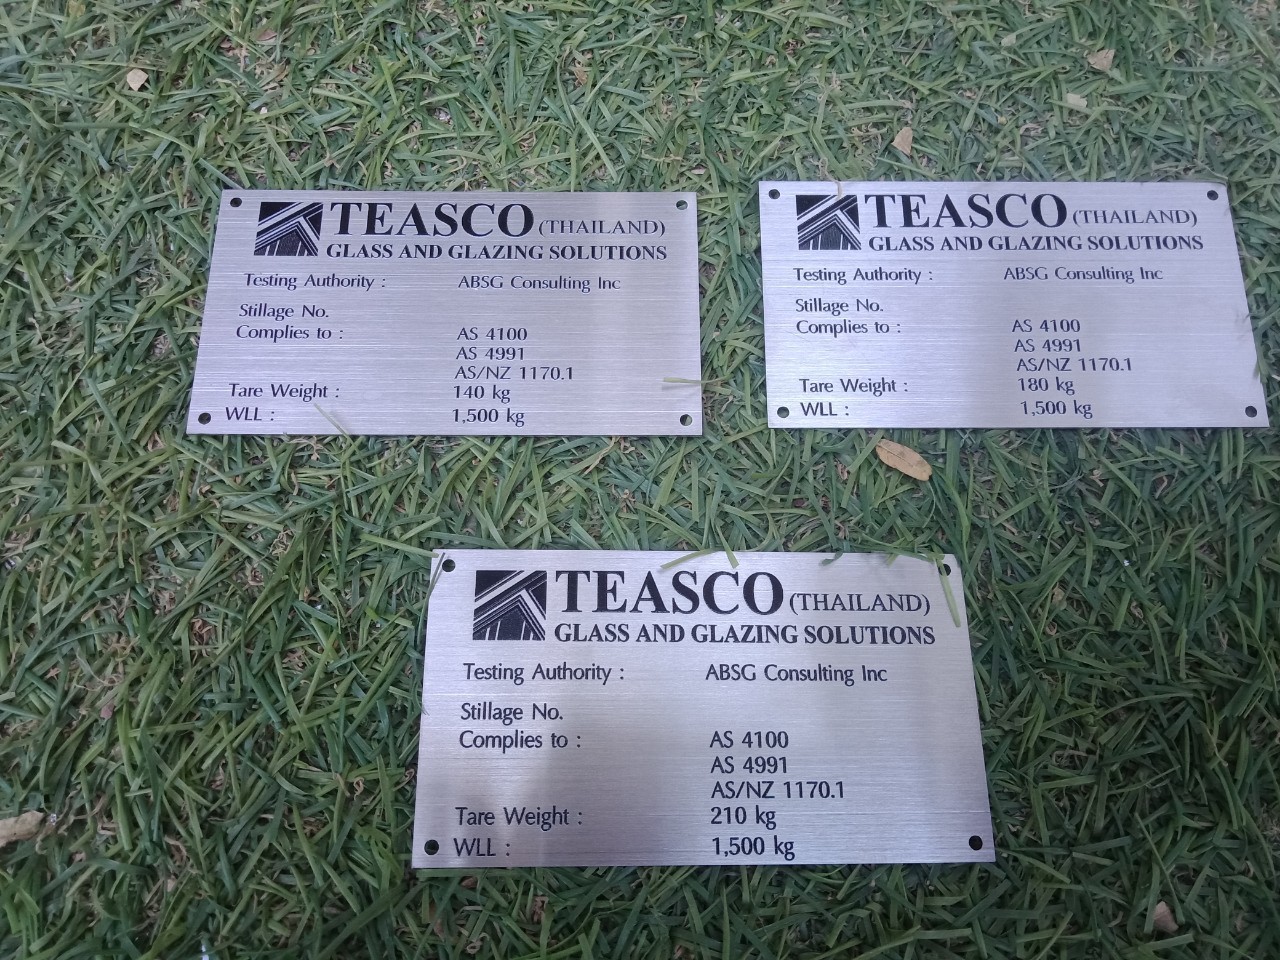 TEASCO (THAILAND)
GLASS AND GLAZING SOLUTIONS
Testing Authority : ABSG Consulting Inc
Stillage No.
Complies to : AS 4100
AS 4991
AS/NZ 1170.1
Tare Weight : 140 kg
WLL : 1,500 kg
TEASCO (THAILAND)
GLASS AND GLAZING SOLUTIONS
Testing Authority : ABSG Consulting Inc
Stillage No.
Complies to : AS 4100
AS 4991
AS/NZ 1170.1
Tare Weight : 180 kg
WLL : 1,500 kg
TEASCO (THAILAND)
GLASS AND GLAZING SOLUTIONS
Testing Authority : ABSG Consulting Inc
Stillage No.
Complies to : AS 4100
AS 4991
AS/NZ 1170.1
Tare Weight : 210 kg
WLL : 1,500 kg